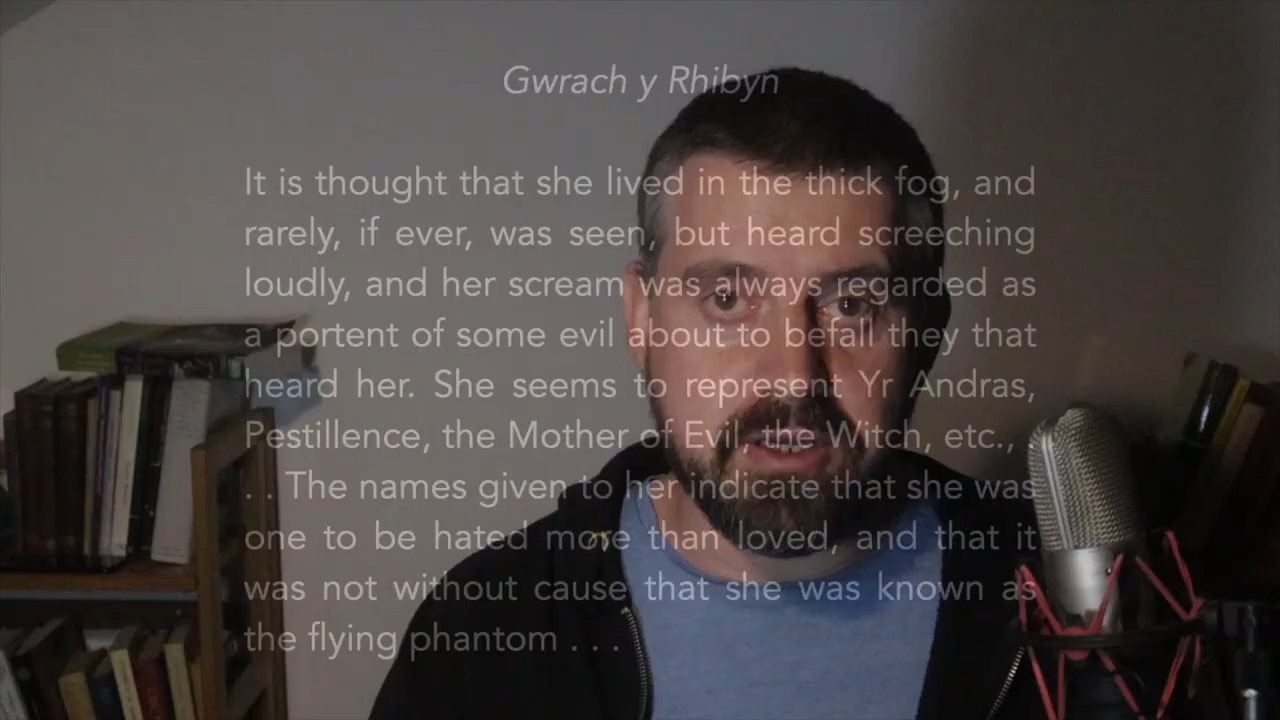 Gwrach y Rhibyn
It is thought that she lived in the thick fog, and
rarely, if ever, was seen, but heard screeching
loudly, and her scream was always regarded as
a portent of some evil about to befall they that
heard her. She seems to represent Yr Andras,
Pestillence, the Mother of Evil, the Witch, etc., .
. . The names given to her indicate that she was
one to be hated more than loved, and that it
was not without cause that she was known as
the flying phantom . . .